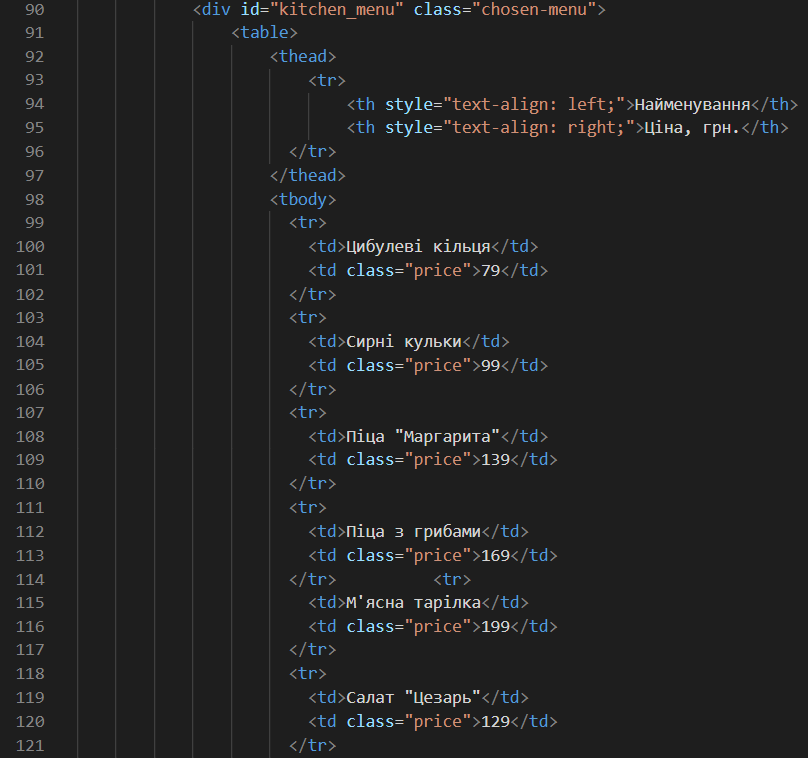 90 <div id="kitchen_menu" class="chosen-menu">
91 <table>
92 <thead>
93 <tr>
94 <th style="text-align: left;">Найменування</th>
95 <th style="text-align: right;">Ціна, грн.</th>
96 </tr>
97 </thead>
98 <tbody>
99 <tr>
100 <td>Цибулеві кільця</td>
101 <td class="price">79</td>
102 </tr>
103 <tr>
104 <td>Сирні кульки</td>
105 <td class="price">99</td>
106 </tr>
107 <tr>
108 <td>Піца "Маргарита"</td>
109 <td class="price">139</td>
110 </tr>
111 <tr>
112 <td>Піца з грибами</td>
113 <td class="price">169</td>
114 </tr> <tr>
115 <td>М'ясна тарілка</td>
116 <td class="price">199</td>
117 </tr>
118 <tr>
119 <td>Салат "Цезарь"</td>
120 <td class="price">129</td>
121 </tr>